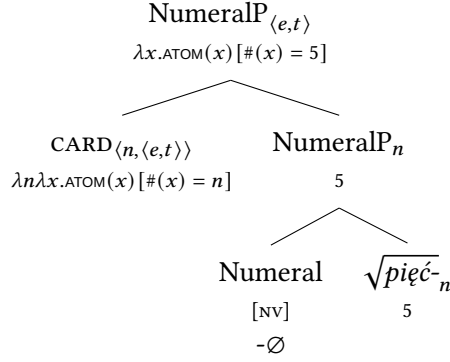 NumeralP⟨e,t⟩
λx.ATOM(x)[#(x) = 5]
CARD⟨n,⟨e,t⟩⟩ NumeralPn
λnλx.ATOM(x)[#(x) = n] 5
Numeral √pięć-n
[NV] 5
-∅